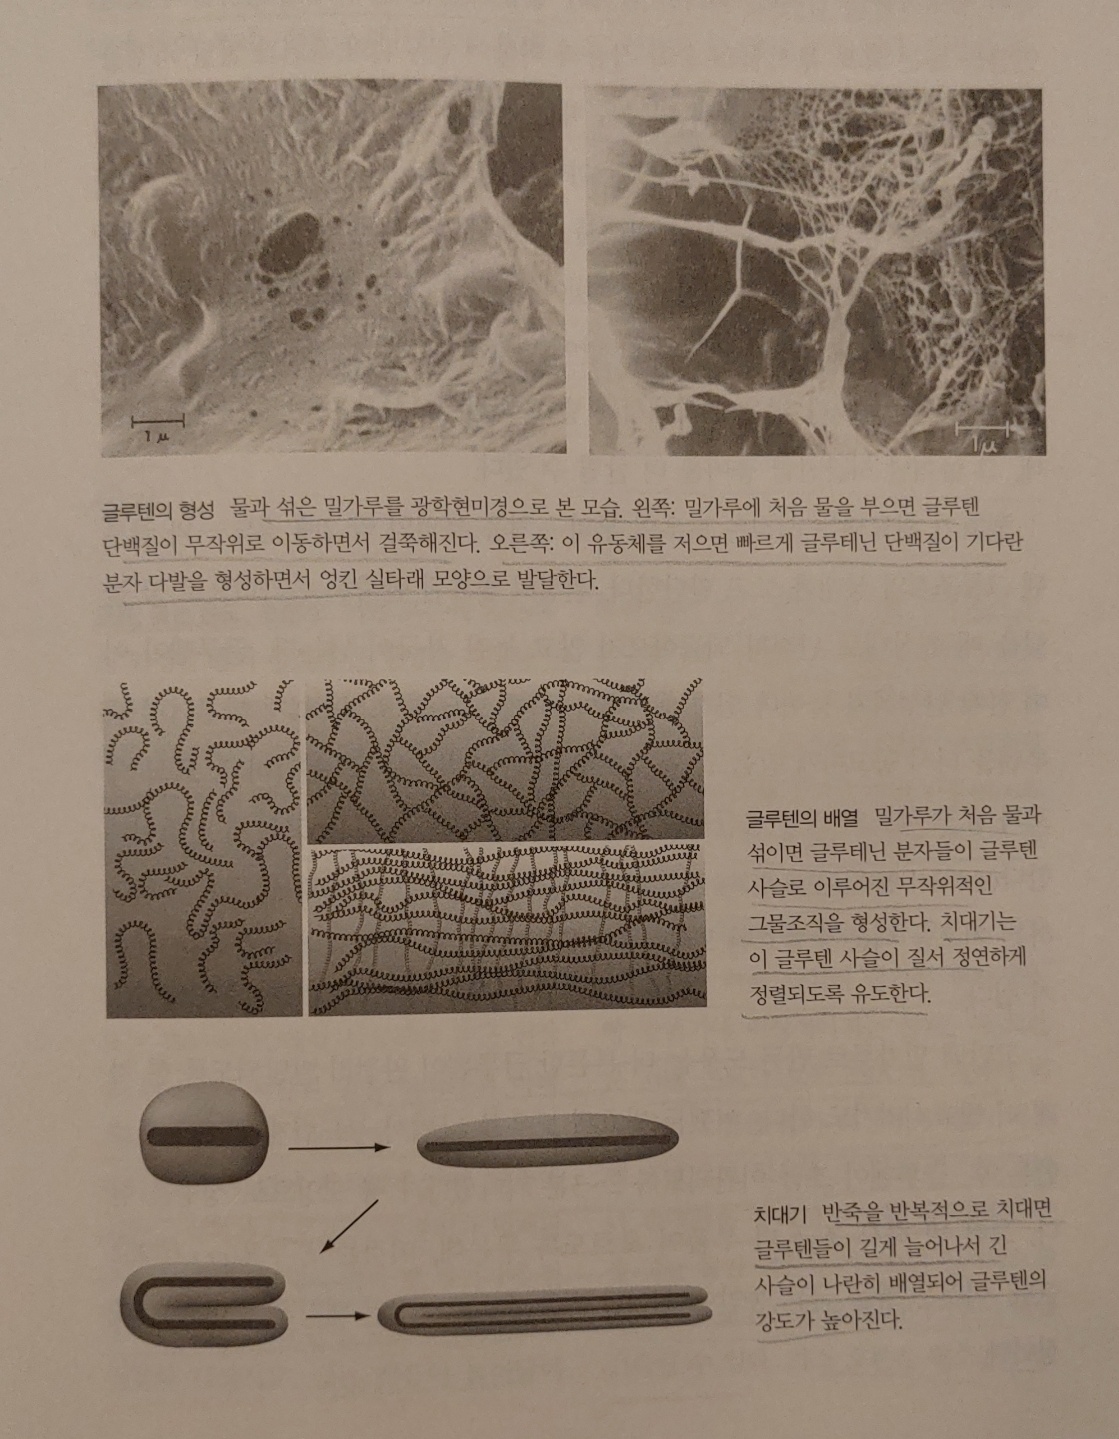 1 μ
1 μ
글루텐의 형성 물과 섞은 밀가루를 광학현미경으로 본 모습. 왼쪽: 밀가루에 처음 물을 부으면 글루텐
단백질이 무작위로 이동하면서 걸쭉해진다. 오른쪽: 이 유동체를 저으면 빠르게 글루테닌 단백질이 기다란
분자 다발을 형성하면서 엉킨 실타래 모양으로 발달한다.
글루텐의 배열 밀가루가 처음 물과
섞이면 글루테닌 분자들이 글루텐
사슬로 이루어진 무작위적인
그물조직을 형성한다. 치대기는
이 글루텐 사슬이 질서 정연하게
정렬되도록 유도한다.
치대기 반죽을 반복적으로 치대면
글루텐들이 길게 늘어나서 긴
사슬이 나란히 배열되어 글루텐의
강도가 높아진다.